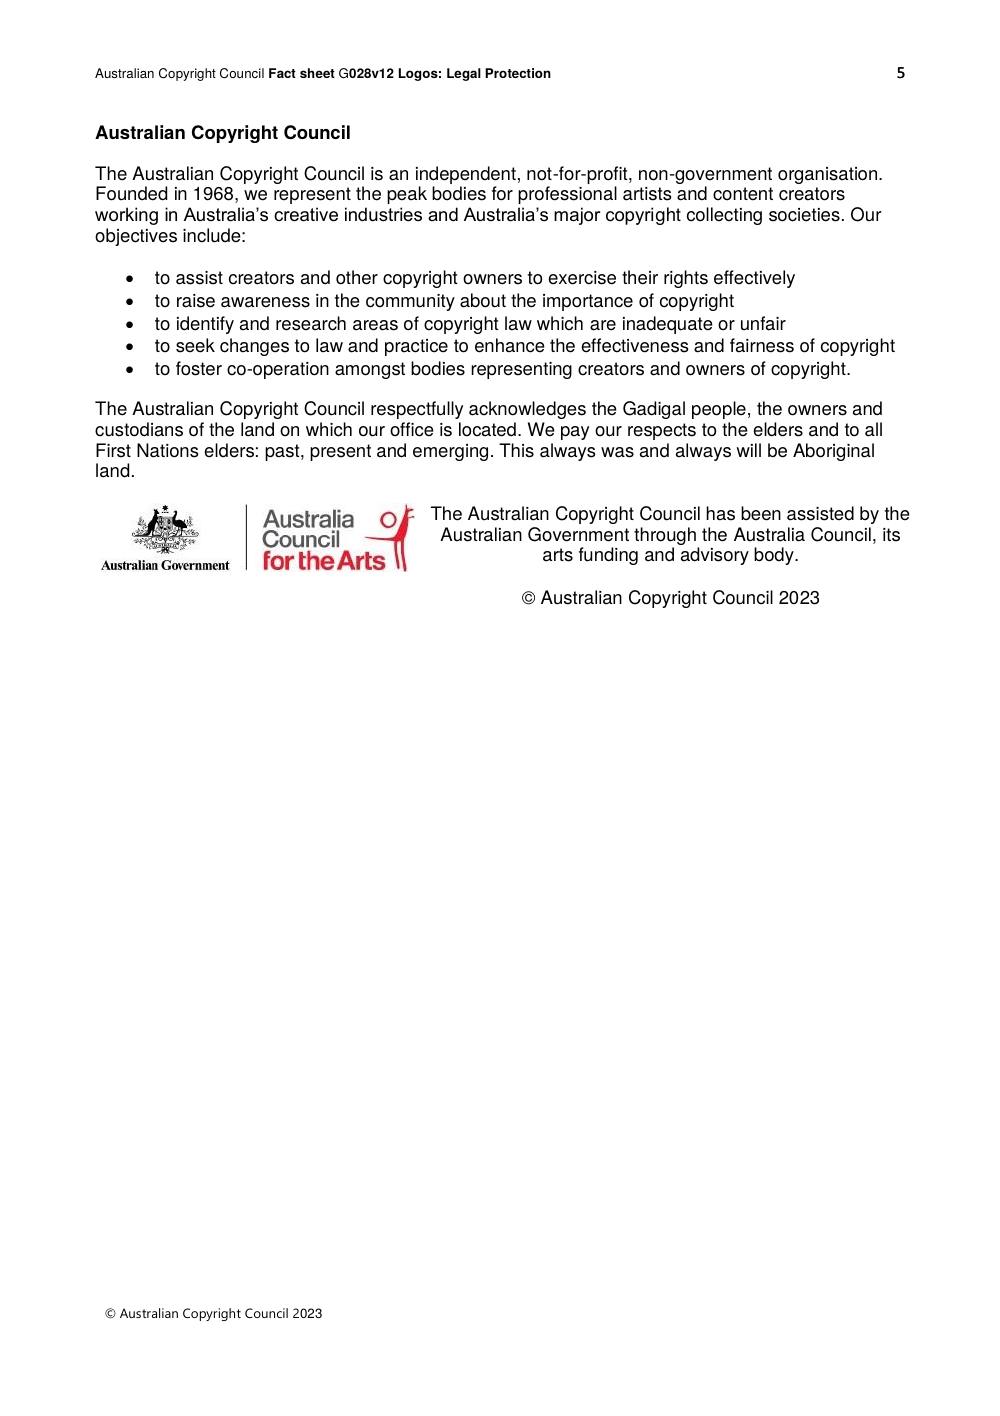 Australian Copyright Council Fact sheet G028v12 Logos: Legal Protection 5
Australian Copyright Council
The Australian Copyright Council is an independent, not-for-profit, non-government organisation.
Founded in 1968, we represent the peak bodies for professional artists and content creators
working in Australia’s creative industries and Australia’s major copyright collecting societies. Our
objectives include:
• to assist creators and other copyright owners to exercise their rights effectively
• to raise awareness in the community about the importance of copyright
• to identify and research areas of copyright law which are inadequate or unfair
• to seek changes to law and practice to enhance the effectiveness and fairness of copyright
• to foster co-operation amongst bodies representing creators and owners of copyright.
The Australian Copyright Council respectfully acknowledges the Gadigal people, the owners and
custodians of the land on which our office is located. We pay our respects to the elders and to all
First Nations elders: past, present and emerging. This always was and always will be Aboriginal
land.
Australian Government
Australia
Council
for the Arts
The Australian Copyright Council has been assisted by the
Australian Government through the Australia Council, its
arts funding and advisory body.
© Australian Copyright Council 2023
© Australian Copyright Council 2023